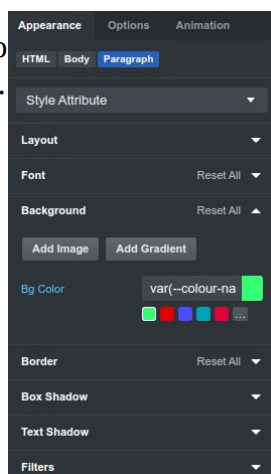 Appearance Options Animation
HTML Body Paragraph
Style Attribute
Layout
Font Reset All
Background Reset All
Add Image Add Gradient
Bg Color var(--colour-na
...
Border Reset All
Box Shadow
Text Shadow
Filters